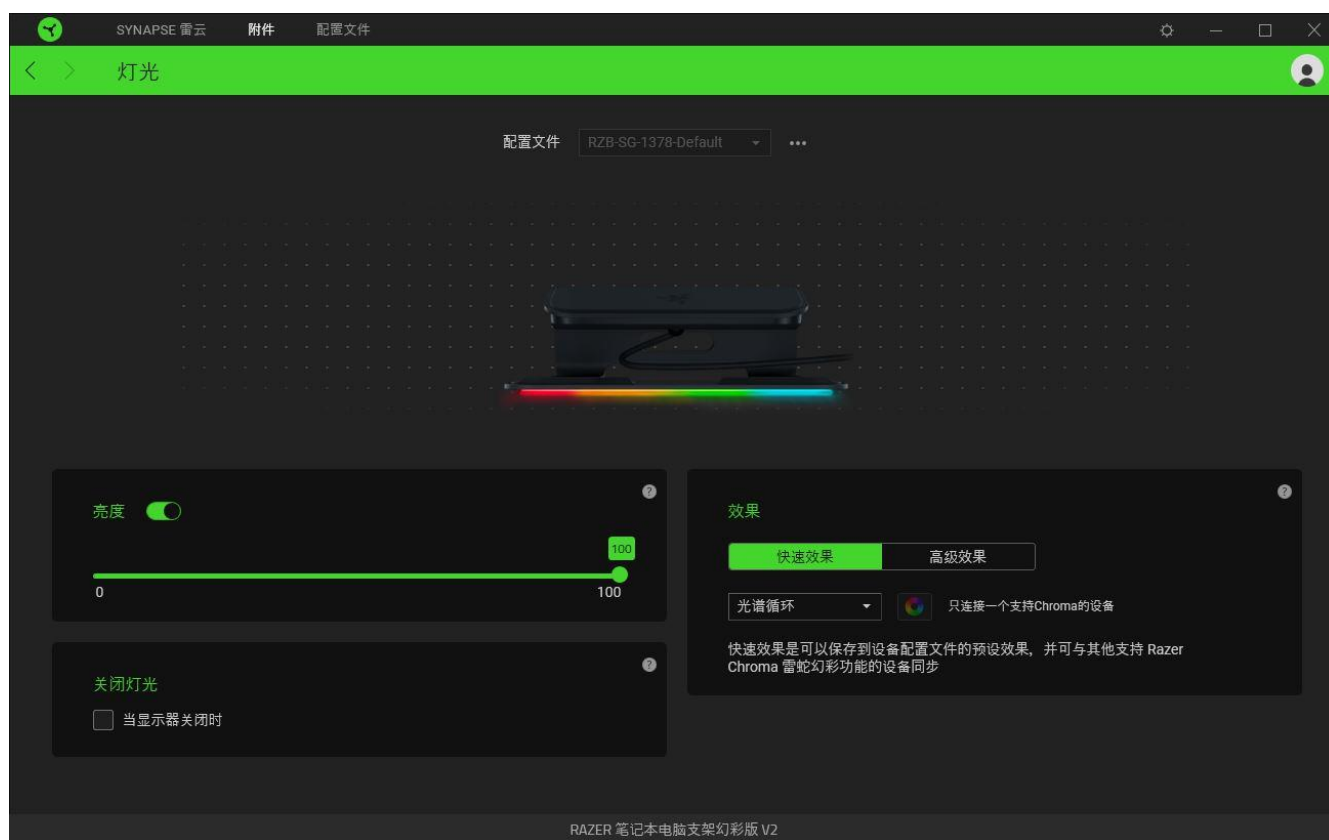 SYNAPSE 雷云 附件 配置文件
灯光
配置文件 RZB-SG-1378-Default
亮度
100
0 100
关闭灯光
当显示器关闭时
效果
快速效果 高级效果
光谱循环 只连接一个支持Chroma的设备
快速效果是可以保存到设备配置文件的预设效果，并可与其他支持 Razer
Chroma 雷蛇幻彩功能的设备同步
RAZER 笔记本电脑支架幻彩版 V2